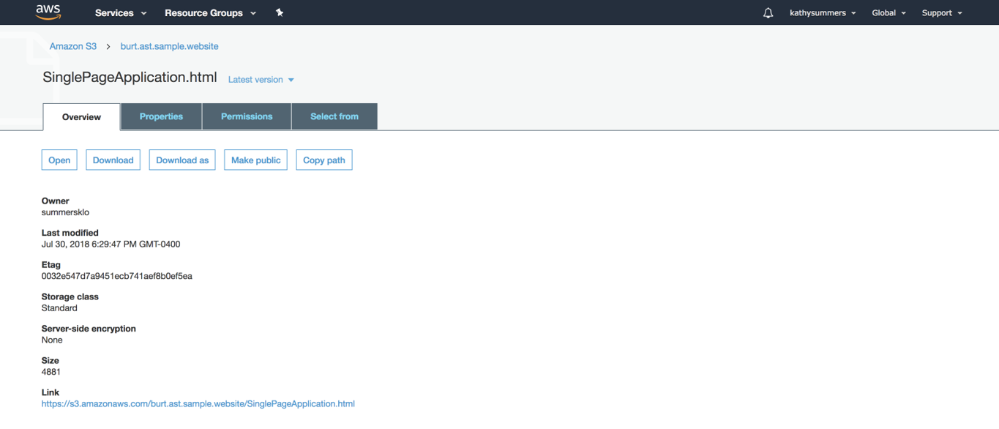 aws Services Resource Groups kathysummers Global Support
Amazon S3 > burt.ast.sample.website
SinglePageApplication.html Latest version
Overview Properties Permissions Select from
Open Download Download as Make public Copy path
Owner
summersklo
Last modified
Jul 30, 2018 6:29:47 PM GMT-0400
Etag
0032e547d7a9451ecb741aef8b0ef5ea
Storage class
Standard
Server-side encryption
None
Size
4881
Link
https://s3.amazonaws.com/burt.ast.sample.website/SinglePageApplication.html